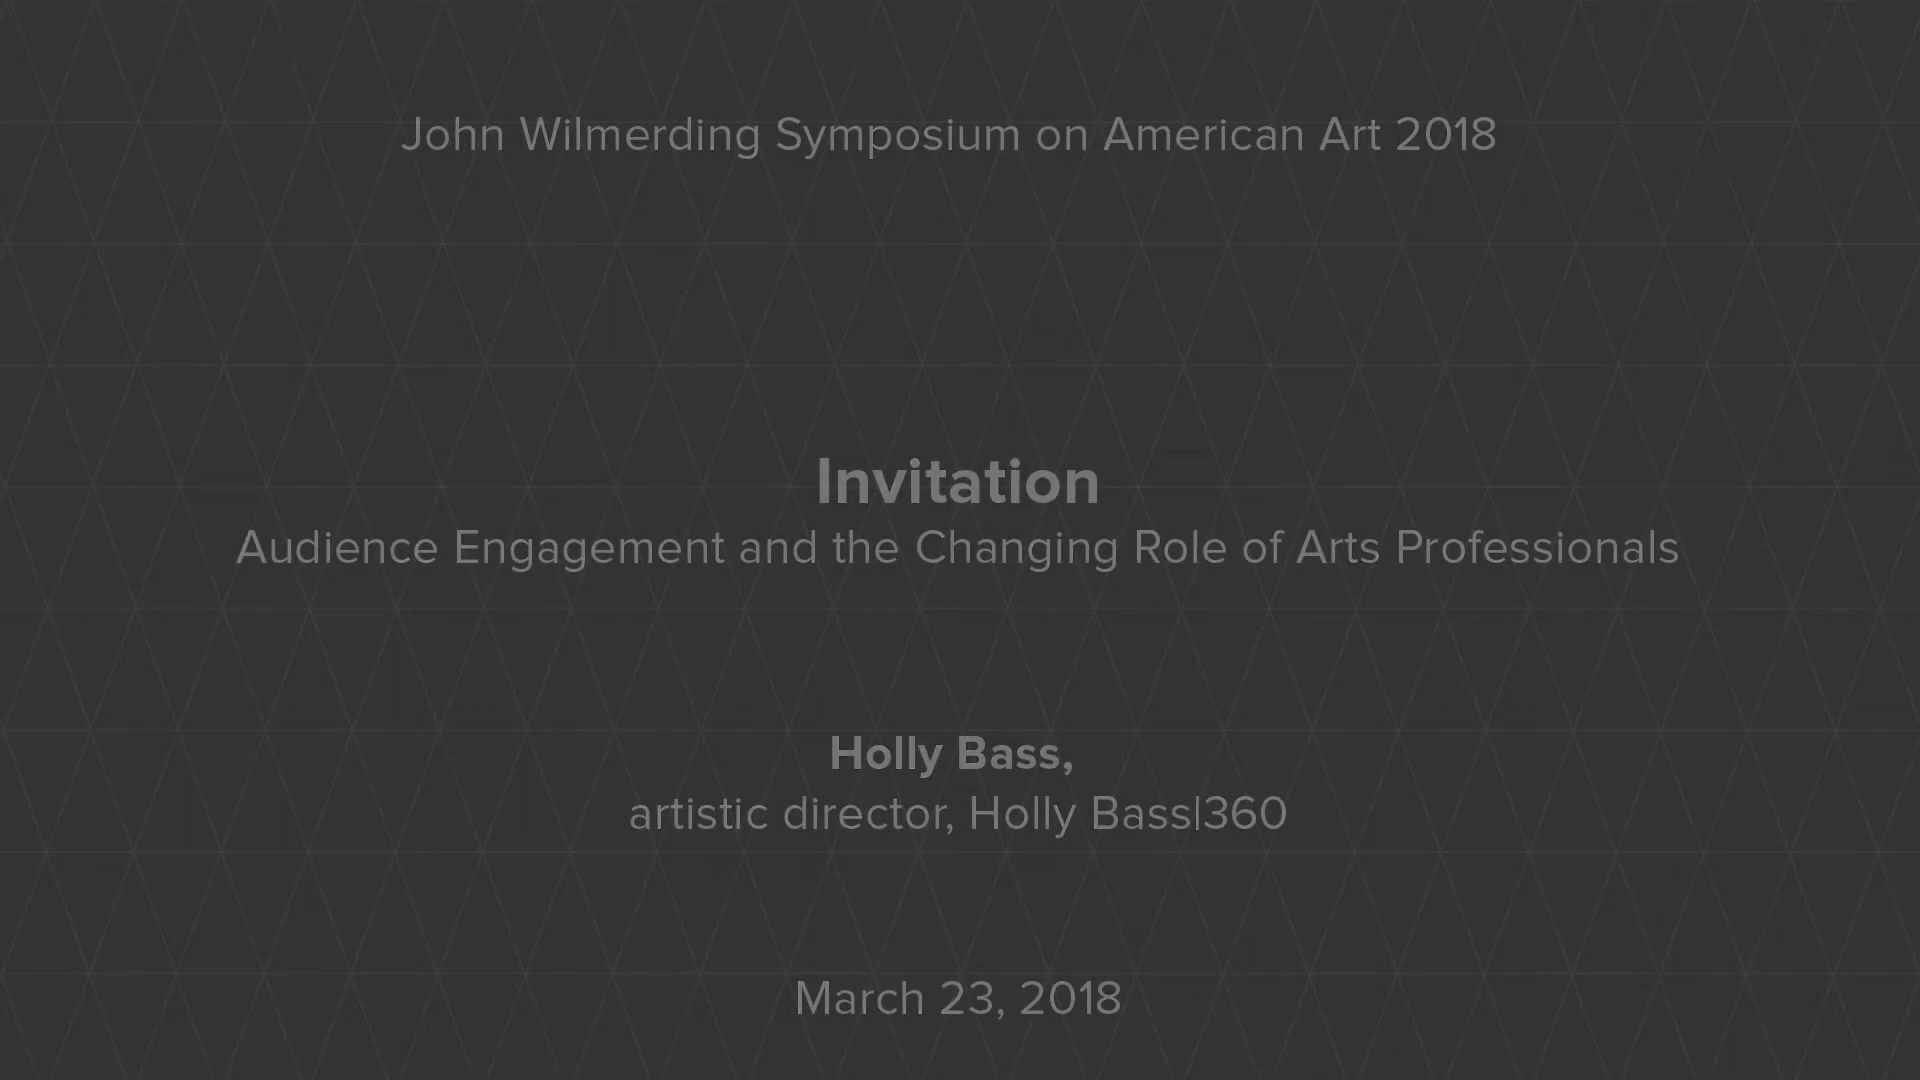 John Wilmerding Symposium on American Art 2018
Invitation
Audience Engagement and the Changing Role of Arts Professionals
Holly Bass,
artistic director, Holly Bass|360
March 23, 2018